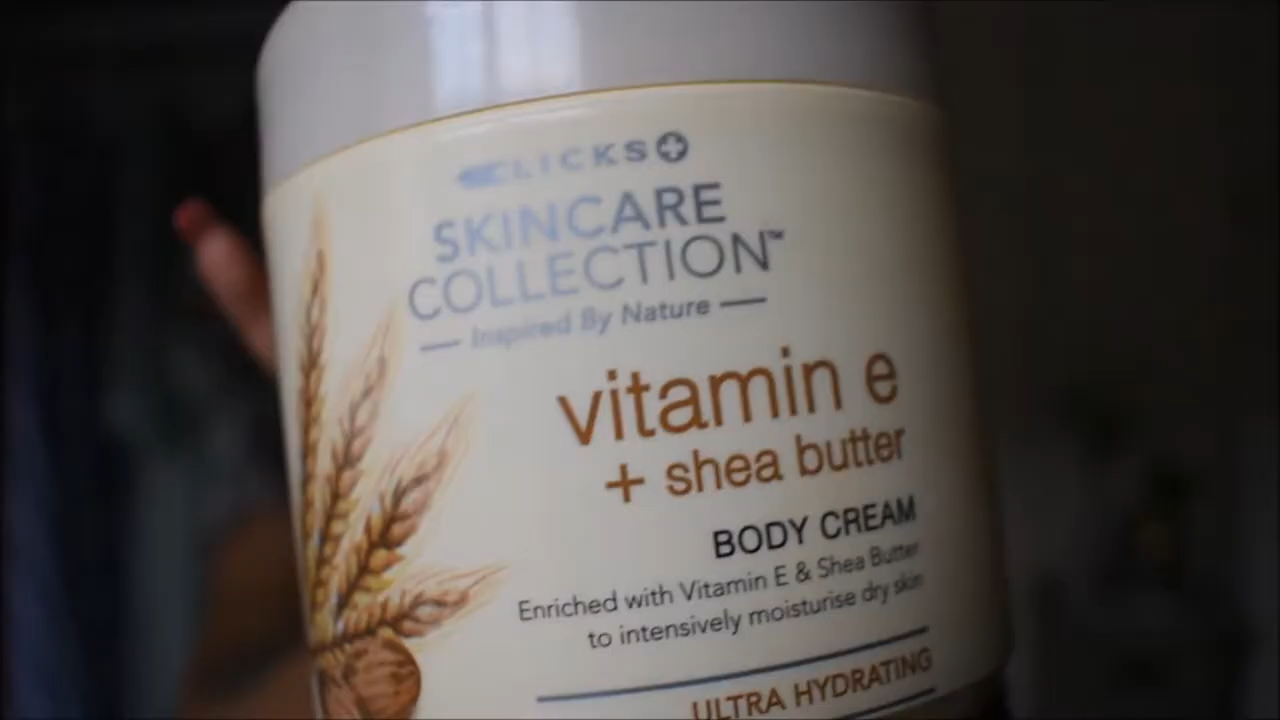 CLICKS
SKINCARE
COLLECTION™
Inspired By Nature
vitamin e
+ shea butter
BODY CREAM
Enriched with Vitamin E & Shea Butter
to intensively moisturise dry skin
ULTRA HYDRATING